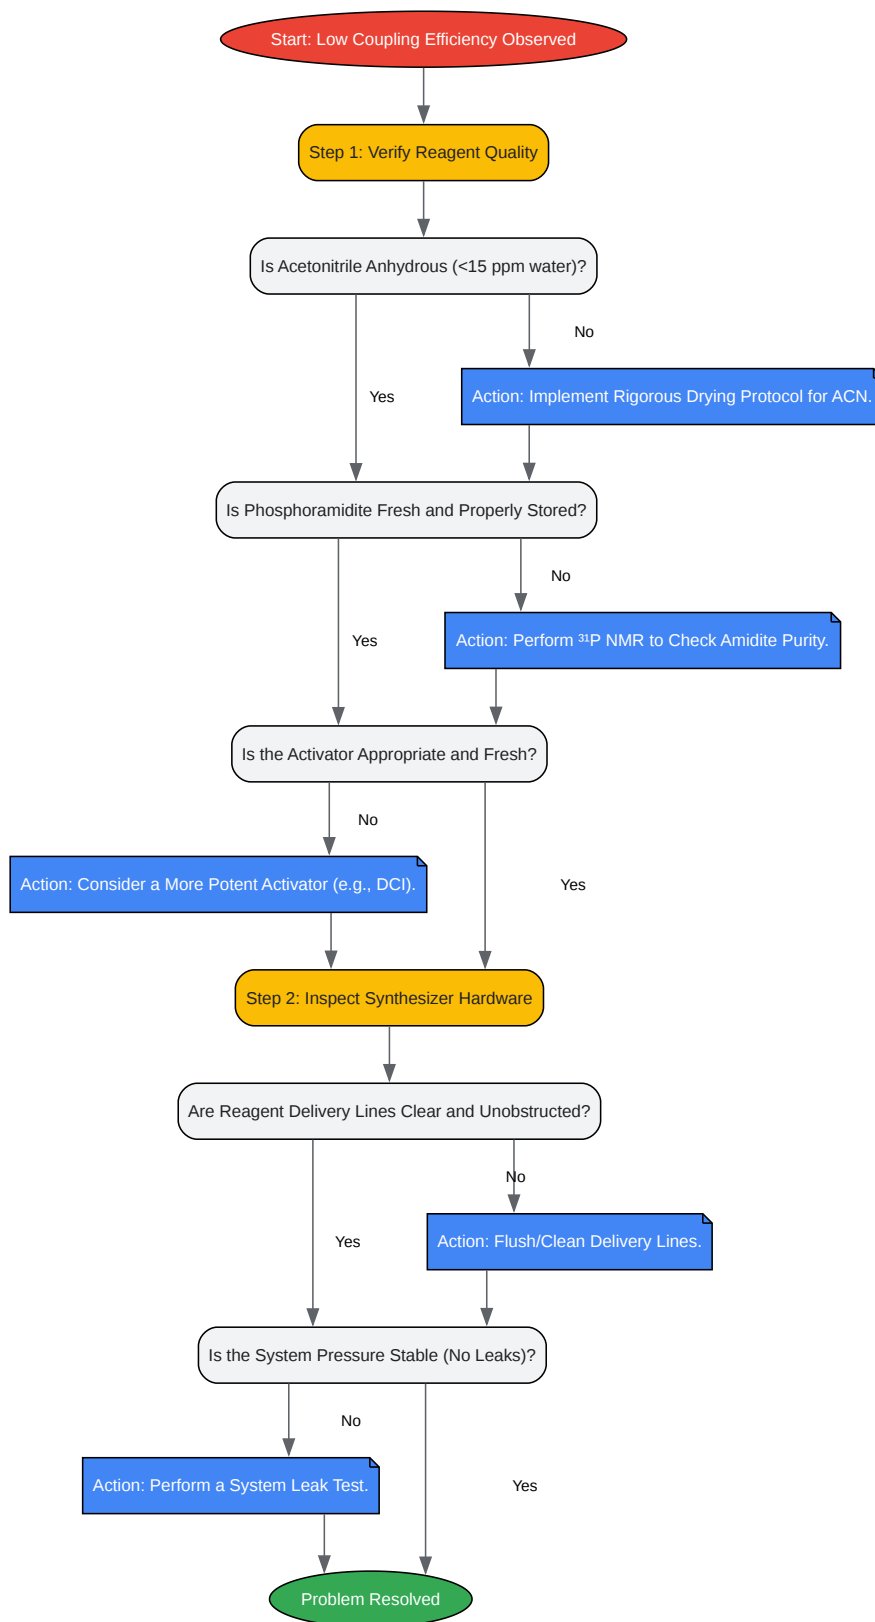 Start: Low Coupling Efficiency Observed
Step 1: Verify Reagent Quality
Is Acetonitrile Anhydrous (<15 ppm water)?
No
Yes
Action: Implement Rigorous Drying Protocol for ACN.
Is Phosphoramidite Fresh and Properly Stored?
No
Yes
Action: Perform ³¹P NMR to Check Amidite Purity.
Is the Activator Appropriate and Fresh?
No
Action: Consider a More Potent Activator (e.g., DCI).
Yes
Step 2: Inspect Synthesizer Hardware
Are Reagent Delivery Lines Clear and Unobstructed?
No
Yes
Action: Flush/Clean Delivery Lines.
Is the System Pressure Stable (No Leaks)?
No
Action: Perform a System Leak Test.
Yes
Problem Resolved